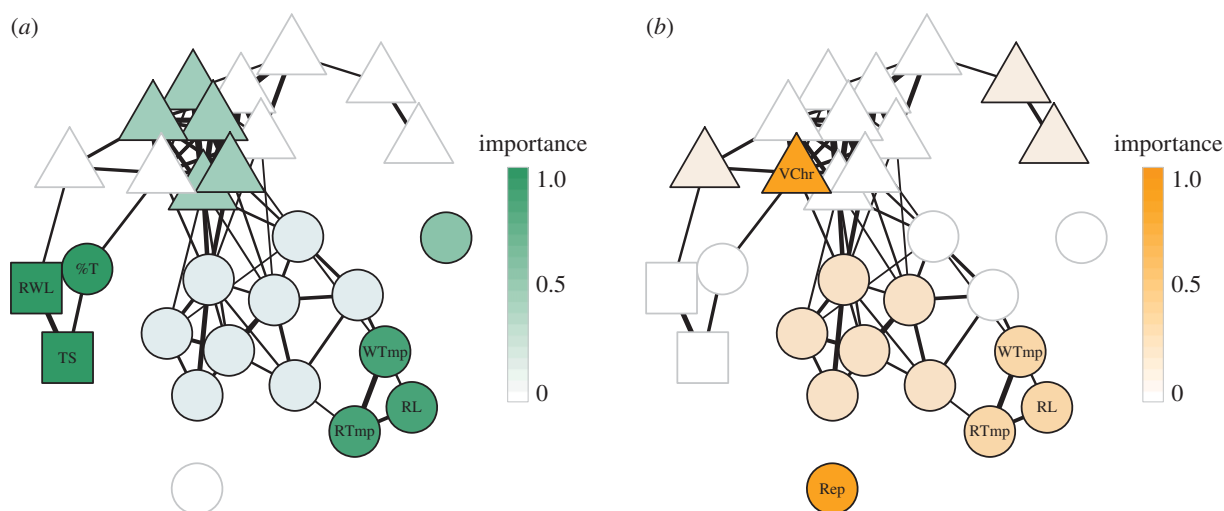 (a)
importance
1.0
0.5
0
%T
RWL
TS
WTmp
RL
RTmp
(b)
importance
1.0
0.5
0
VChr
WTmp
RL
RTmp
Rep